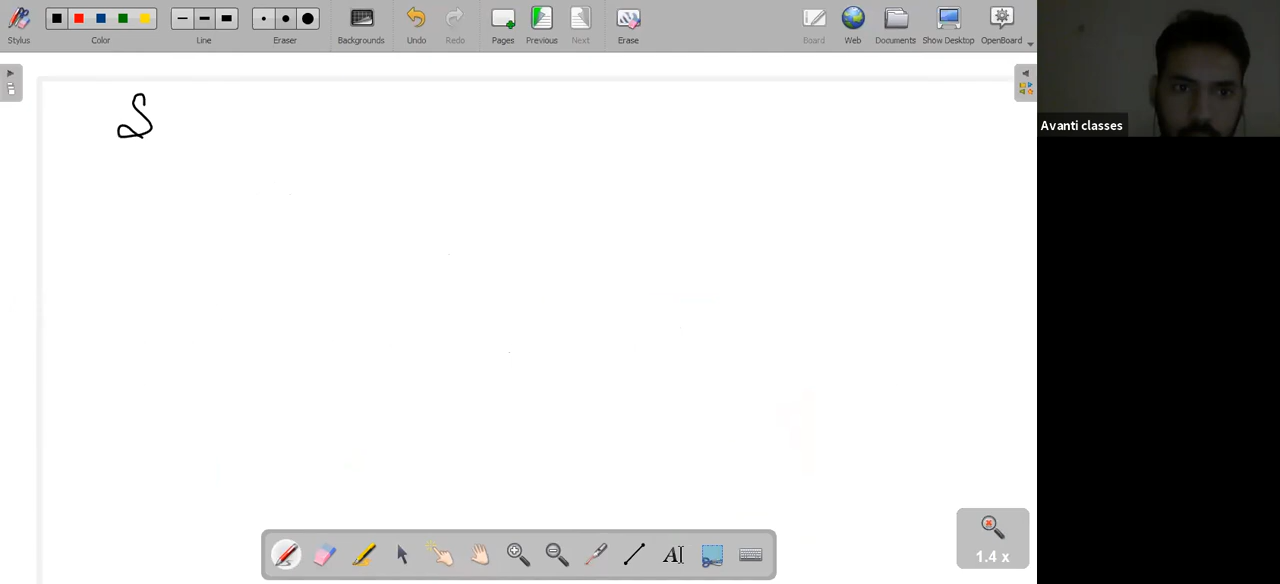 Stylus Color Line Eraser Backgrounds Undo Redo Pages Previous Next Erase Board Web Documents Show Desktop OpenBoard
Avanti classes
S
AI
1.4 x